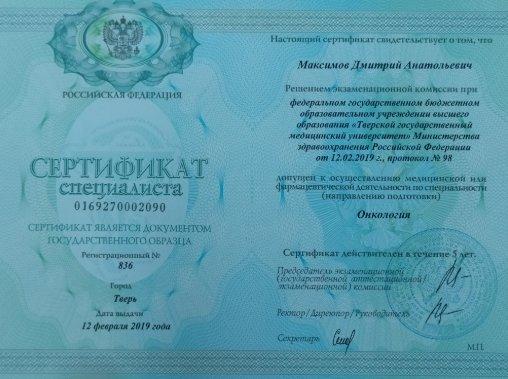 РОССИЙСКАЯ ФЕДЕРАЦИЯ
СЕРТИФИКАТ
специалиста
0169270002090
СЕРТИФИКАТ ЯВЛЯЕТСЯ ДОКУМЕНТОМ
ГОСУДАРСТВЕННОГО ОБРАЗЦА
Регистрационный №
836
Город
Тверь
Дата выдачи
12 февраля 2019 года
Настоящий сертификат свидетельствует о том, что
Максимов Дмитрий Анатольевич
Решением экзаменационной комиссии при
федеральном государственном бюджетном
образовательном учреждении высшего
образования «Тверской государственный
медицинский университет» Министерства
здравоохранения Российской Федерации
от 12.02.2019 г., протокол № 98
допущен к осуществлению медицинской или
фармацевтической деятельности по специальности
(направлению подготовки)
Онкология
Сертификат действителен в течение 5 лет.
Председатель экзаменационной
(государственной аттестационной/
экзаменационной) комиссии
Ректор/Директор/Руководитель
Секретарь
М.П.